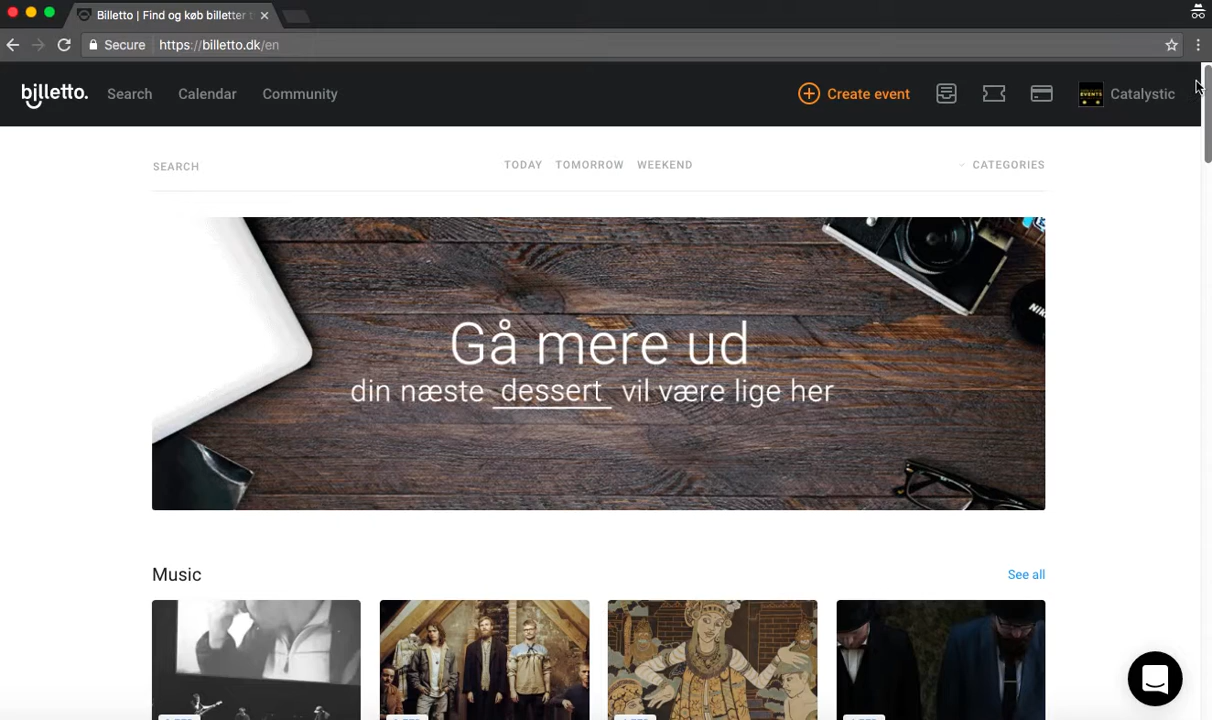 Billetto | Find og køb billetter
Secure https://billetto.dk/en
billetto. Search Calendar Community Create event EVENTS Catalystic
SEARCH TODAY TOMORROW WEEKEND CATEGORIES
Gå mere ud
din næste dessert vil være lige her
Music See all